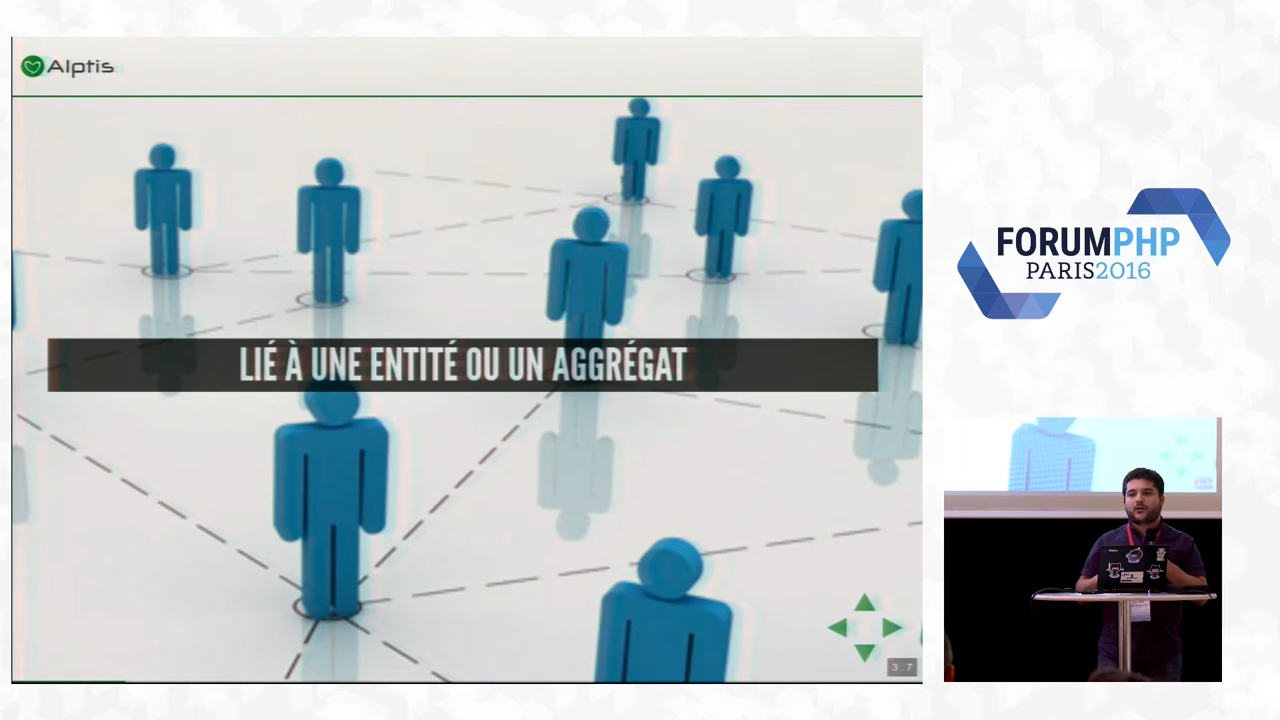 Alptis
LIÉ À UNE ENTITÉ OU UN AGGRÉGAT
3.7
FORUMPHP
PARIS2016